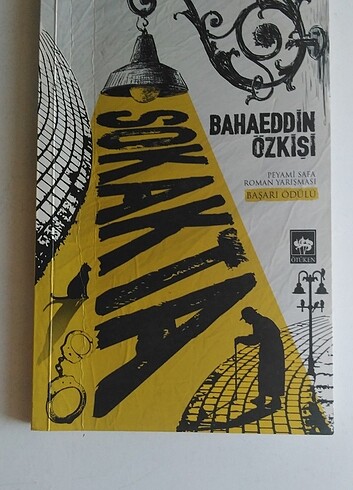 SOKAKTA
BAHAEDDİN
ÖZKİŞİ
PEYAMİ SAFA
ROMAN YARIŞMASI
BAŞARI ÖDÜLÜ
ÖTÜKEN